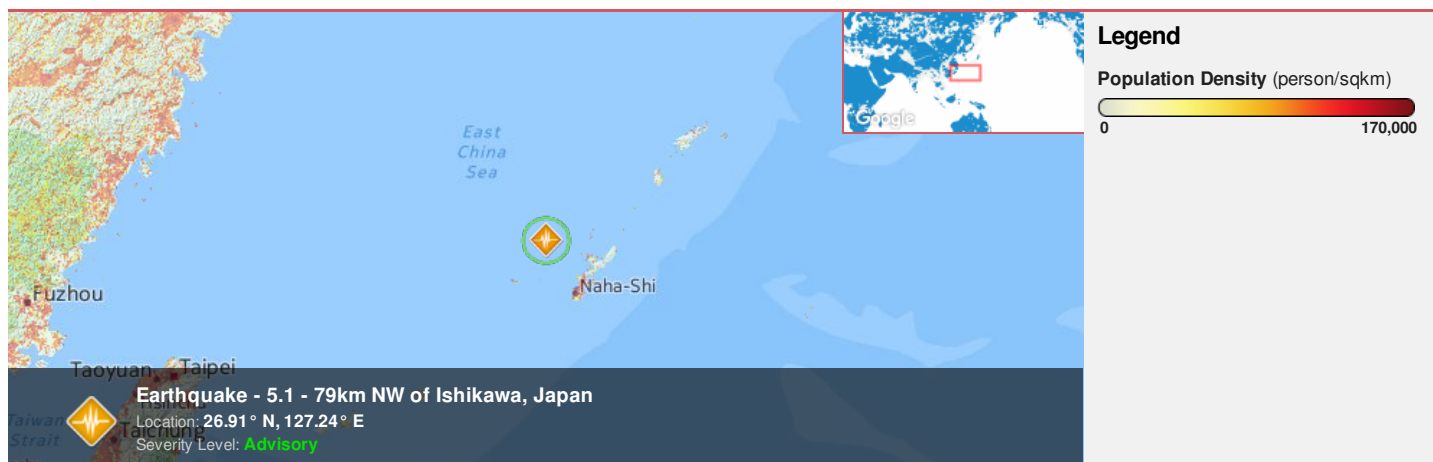 Google
Legend
Population Density (person/sqkm)
0 170,000
East
China
Sea
Naha-Shi
Fuzhou
Taoyuan Taipei
Earthquake - 5.1 - 79km NW of Ishikawa, Japan
Hsinchu
Location: 26.91° N, 127.24° E
Taiwan
Strait
Taichung
Severity Level: Advisory